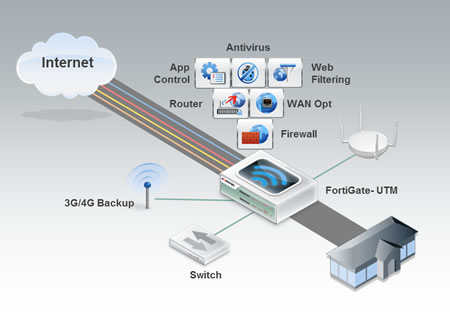 Antivirus
Internet
App
Control
Web
Filtering
Router
WAN Opt
Firewall
FortiGate- UTM
3G/4G Backup
Switch